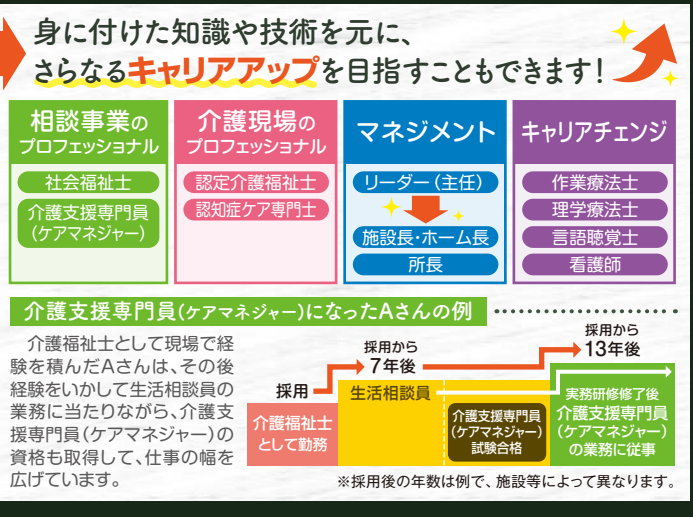 身に付けた知識や技術を元に、
さらなるキャリアアップを目指すこともできます!
相談事業の
プロフェッショナル
社会福祉士
介護支援専門員
(ケアマネジャー)
介護現場の
プロフェッショナル
認定介護福祉士
認知症ケア専門士
マネジメント
リーダー(主任)
施設長・ホーム長
所長
キャリアチェンジ
作業療法士
理学療法士
言語聴覚士
看護師
介護支援専門員(ケアマネジャー)になったAさんの例
介護福祉士として現場で経
験を積んだAさんは、その後
経験をいかして生活相談員の
業務に当たりながら、介護支
援専門員(ケアマネジャー)の
資格も取得して、仕事の幅を
広げています。
採用
介護福祉士
として勤務
採用から
7年後
生活相談員
介護支援専門員
(ケアマネジャー)
試験合格
採用から
13年後
実務研修修了後
介護支援専門員
(ケアマネジャー)
の業務に従事
※採用後の年数は例で、施設等によって異なります。